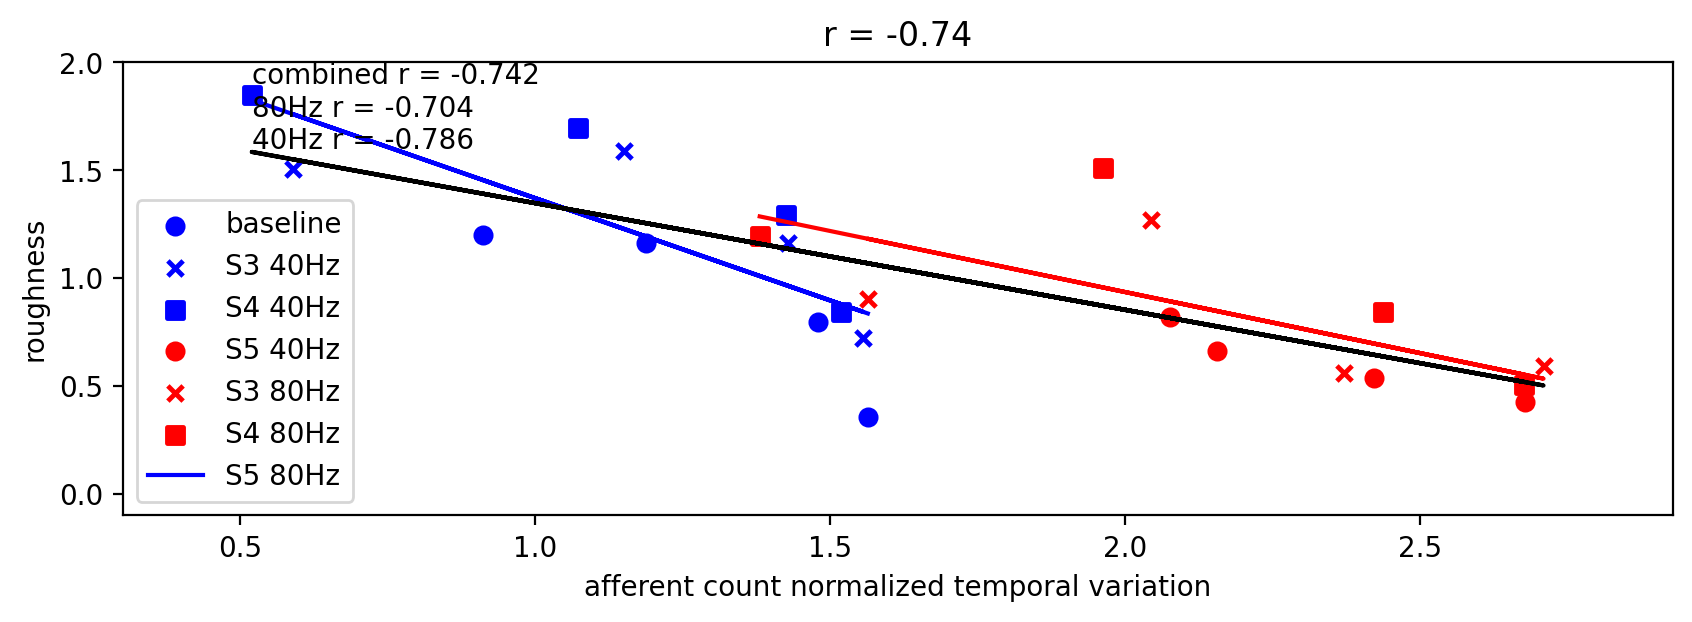 r = -0.74
combined r = -0.742
80Hz r = -0.704
40Hz r = -0.786
2.0
1.5
1.0
0.5
0.0
roughness
baseline
S3 40Hz
S4 40Hz
S5 40Hz
S3 80Hz
S4 80Hz
S5 80Hz
0.5 1.0 1.5 2.0 2.5
afferent count normalized temporal variation